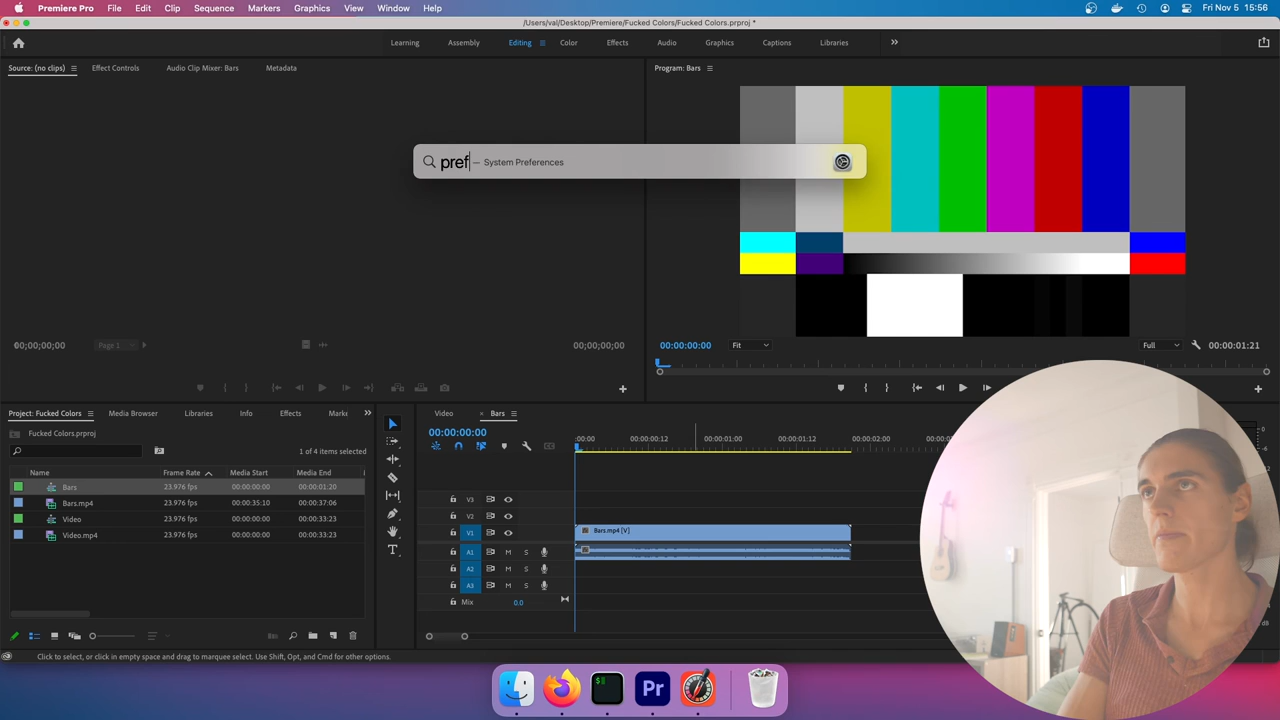 Premiere Pro File Edit Clip Sequence Markers Graphics View Window Help Fri Nov 5 15:56
/Users/val/Desktop/Premiere/Fucked Colors/Fucked Colors.prproj *
Learning Assembly Editing Color Effects Audio Graphics Captions Libraries
Source: (no clips) Effect Controls Audio Clip Mixer: Bars Metadata
Program: Bars
pref — System Preferences
00;00;00;00 Page 1 00;00;00;00
00:00:00:00 Fit Full 00:00:01:21
Project: Fucked Colors Media Browser Libraries Info Effects Marke
Fucked Colors.prproj
1 of 4 items selected
Name Frame Rate Media Start Media End
Bars 23.976 fps 00:00:00:00 00:00:01:20
Bars.mp4 23.976 fps 00:00:35:10 00:00:37:06
Video 23.976 fps 00:00:00:00 00:00:33:23
Video.mp4 23.976 fps 00:00:00:00 00:00:33:23
Video × Bars
00:00:00:00
:00:00 00:00:00:12 00:00:01:00 00:00:01:12 00:00:02:00
V3
V2
V1 Bars.mp4 [V]
A1 M S
A2 M S
A3 M S
Mix 0.0
Click to select, or click in empty space and drag to marquee select. Use Shift, Opt, and Cmd for other options.
$
Pr